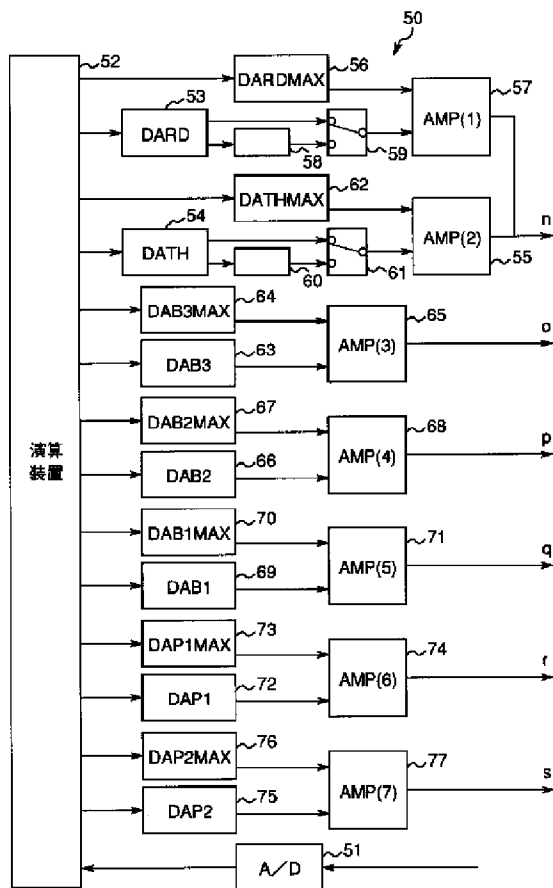 50
52
56
DARDMAX
57
53
AMP(1)
DARD
58
59
62
DATHMAX
54
AMP(2)
n
DATH
60
61
55
64
DAB3MAX
65
63
AMP(3)
o
DAB3
67
DAB2MAX
68
66
AMP(4)
p
DAB2
演算
装置
70
DAB1MAX
71
69
AMP(5)
q
DAB1
73
DAP1MAX
74
72
AMP(6)
r
DAP1
76
DAP2MAX
77
75
AMP(7)
s
DAP2
51
A/D